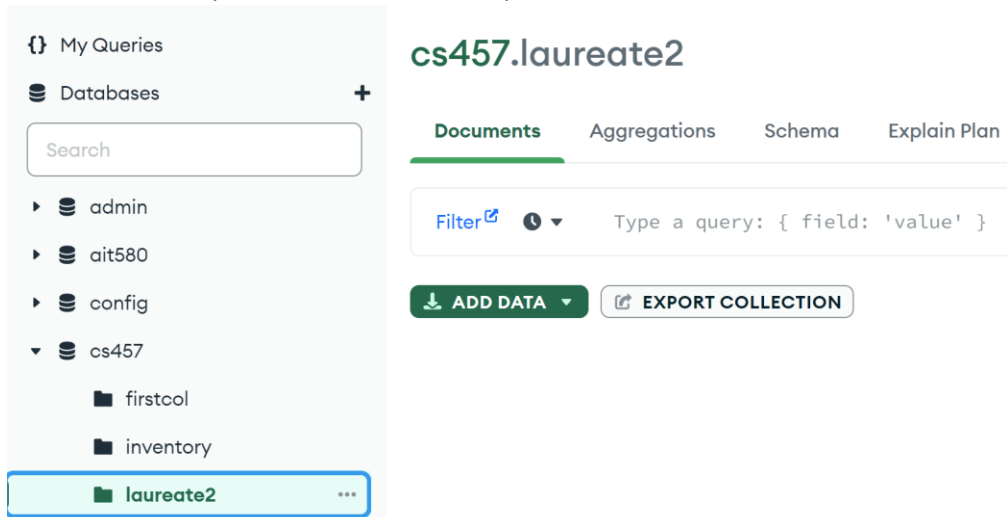 {} My Queries
Databases +
Search
admin
ait580
config
cs457
firstcol
inventory
laureate2 •••
cs457.laureate2
Documents Aggregations Schema Explain Plan
Filter Type a query: { field: 'value' }
ADD DATA EXPORT COLLECTION